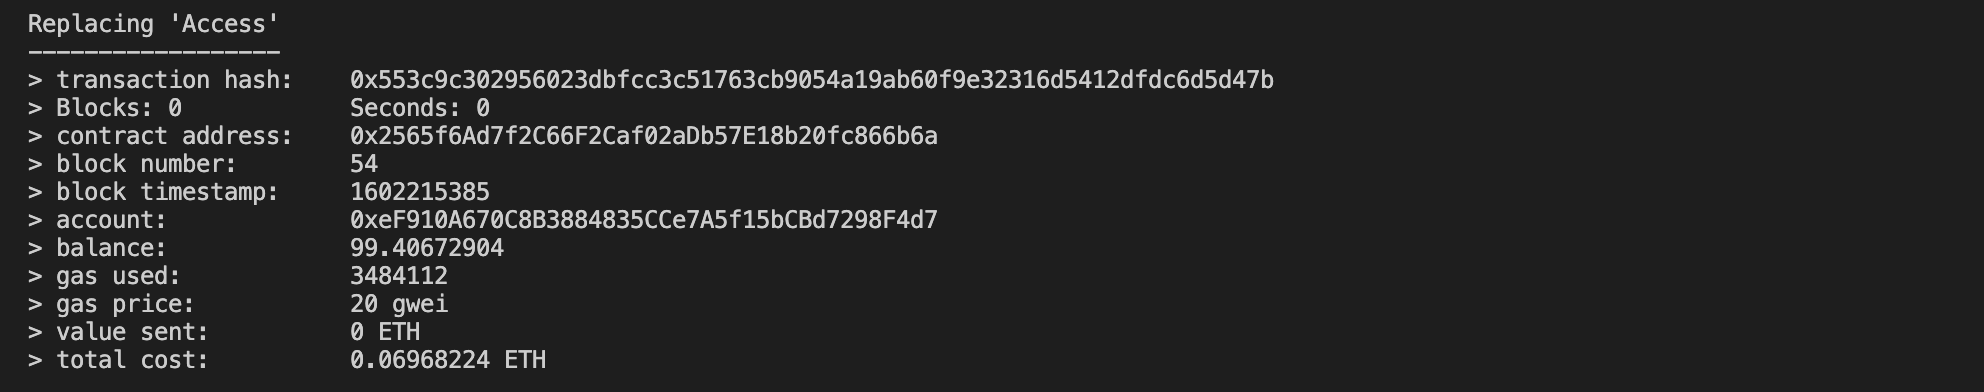 Replacing 'Access'
------------------
> transaction hash:    0x553c9c302956023dbfcc3c51763cb9054a19ab60f9e32316d5412dfdc6d5d47b
> Blocks: 0            Seconds: 0
> contract address:    0x2565f6Ad7f2C66F2Caf02aDb57E18b20fc866b6a
> block number:        54
> block timestamp:     1602215385
> account:             0xeF910A670C8B3884835CCe7A5f15bCBd7298F4d7
> balance:             99.40672904
> gas used:            3484112
> gas price:           20 gwei
> value sent:          0 ETH
> total cost:          0.06968224 ETH